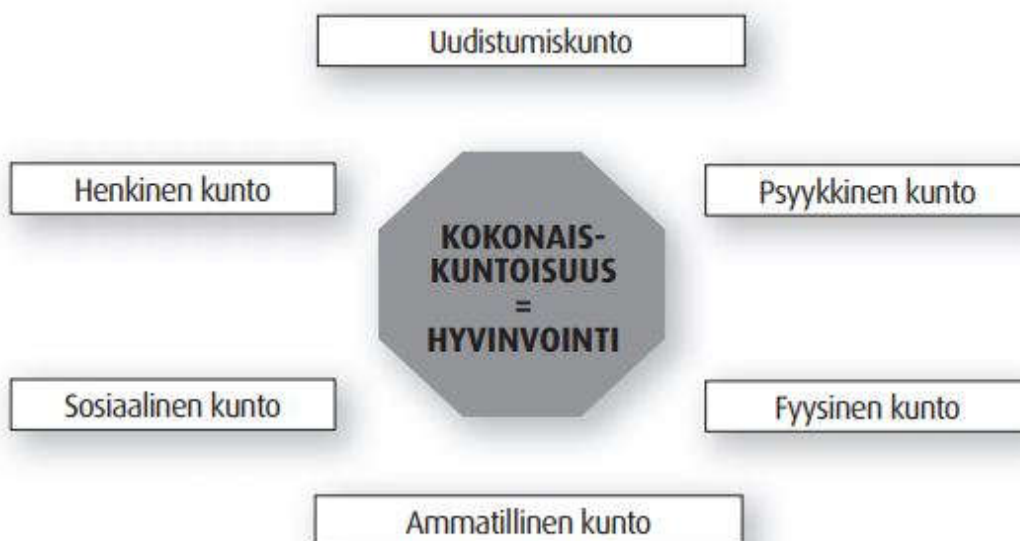 Uudistumiskunto
Henkinen kunto
Psyykkinen kunto
KOKONAIS-
KUNTOISUUS
=
HYVINVOINTI
Sosiaalinen kunto
Fyysinen kunto
Ammatillinen kunto